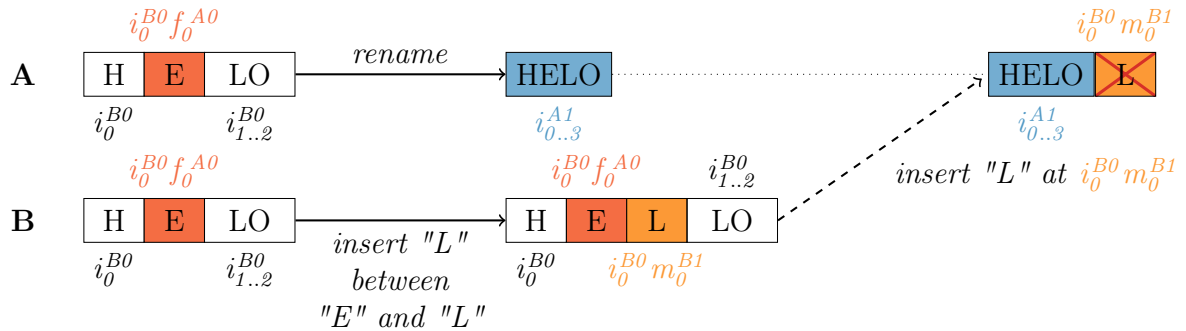 i_0^{B0} f_0^{A0}
i_0^{B0} m_0^{B1}
A H E LO rename HELO HELO L
i_0^{B0} i_{1..2}^{B0} i_{0..3}^{A1} i_{0..3}^{A1}
i_0^{B0} f_0^{A0} i_0^{B0} f_0^{A0} i_{1..2}^{B0} insert "L" at i_0^{B0} m_0^{B1}
B H E LO H E L LO
i_0^{B0} i_{1..2}^{B0} i_0^{B0} i_0^{B0} m_0^{B1}
insert "L"
between
"E" and "L"